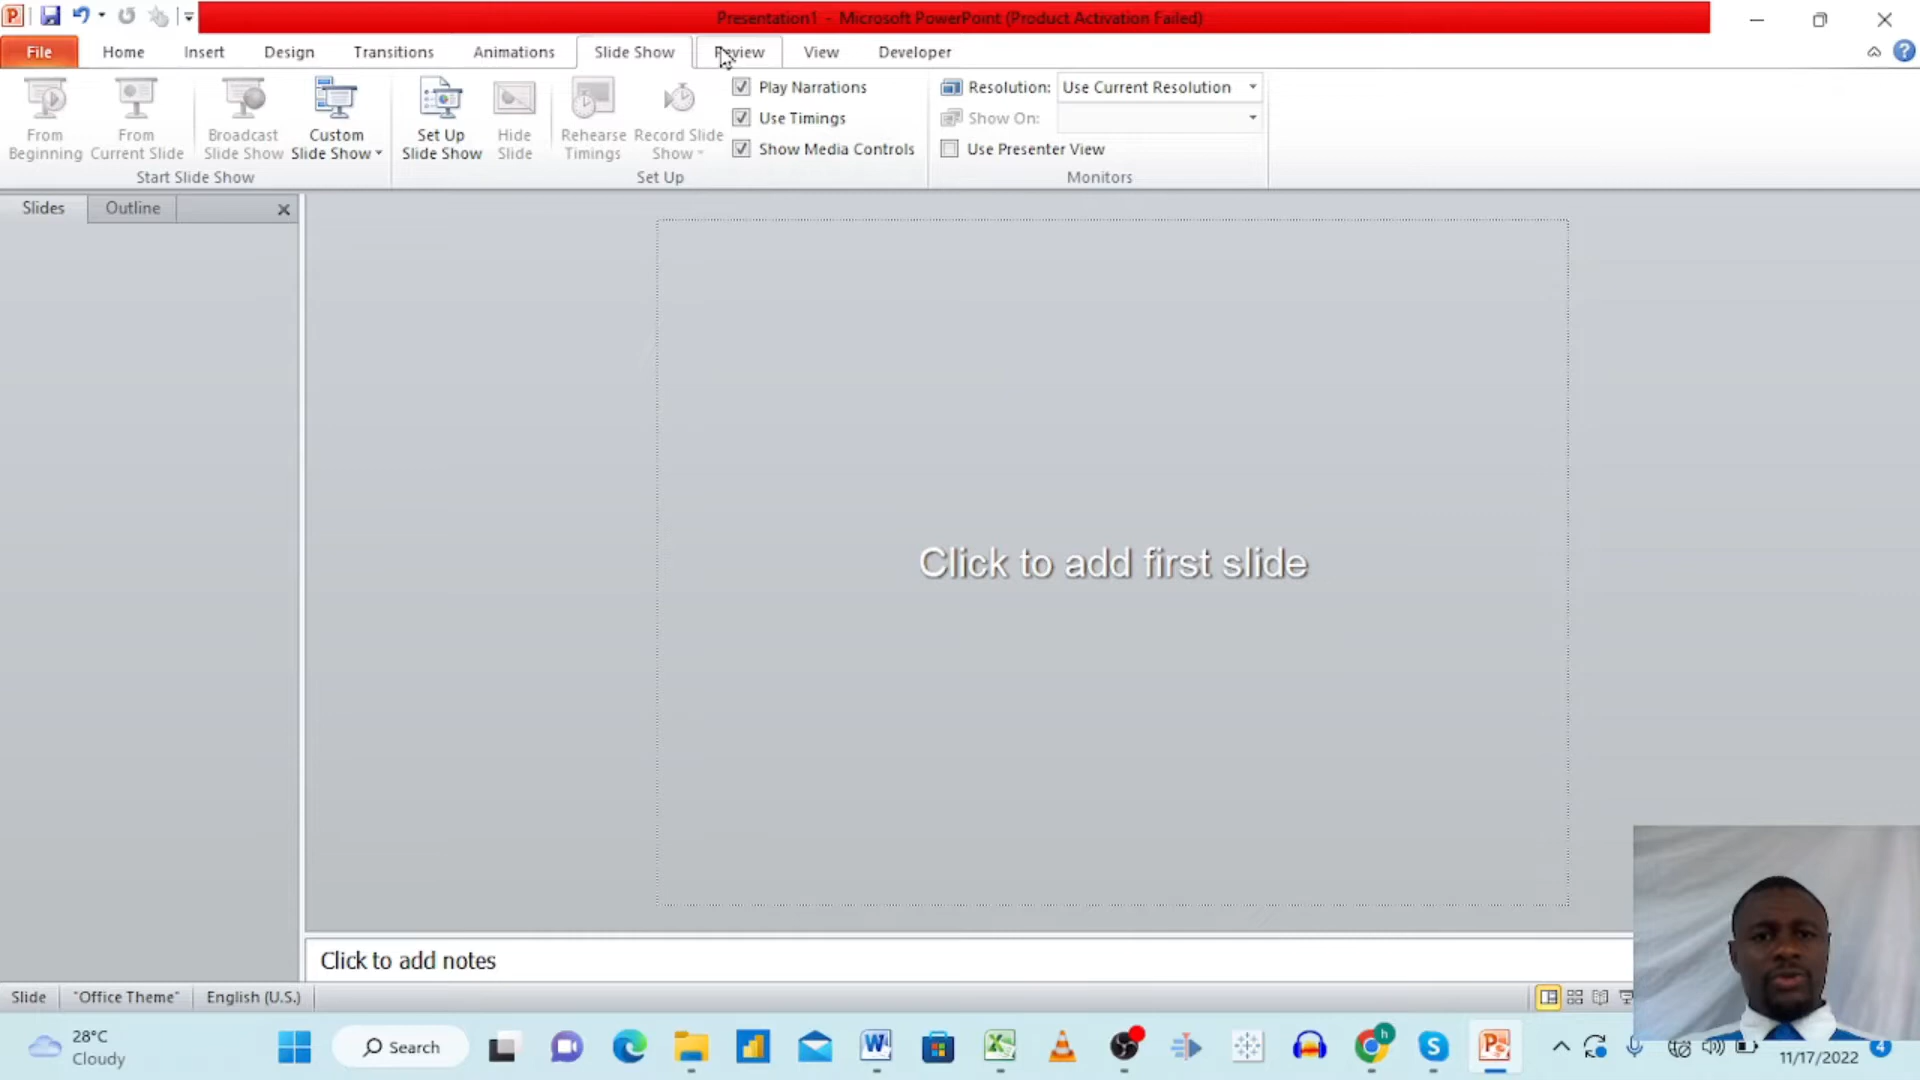 Presentation1 - Microsoft PowerPoint (Product Activation Failed)
File Home Insert Design Transitions Animations Slide Show Review View Developer
From Beginning
From Current Slide
Broadcast Slide Show
Custom Slide Show
Start Slide Show
Set Up Slide Show
Hide Slide
Rehearse Timings
Record Slide Show
Play Narrations
Use Timings
Show Media Controls
Set Up
Resolution: Use Current Resolution
Show On:
Use Presenter View
Monitors
Slides Outline
Click to add first slide
Click to add notes
Slide "Office Theme" English (U.S.)
28°C
Cloudy
Search
11/17/2022
4